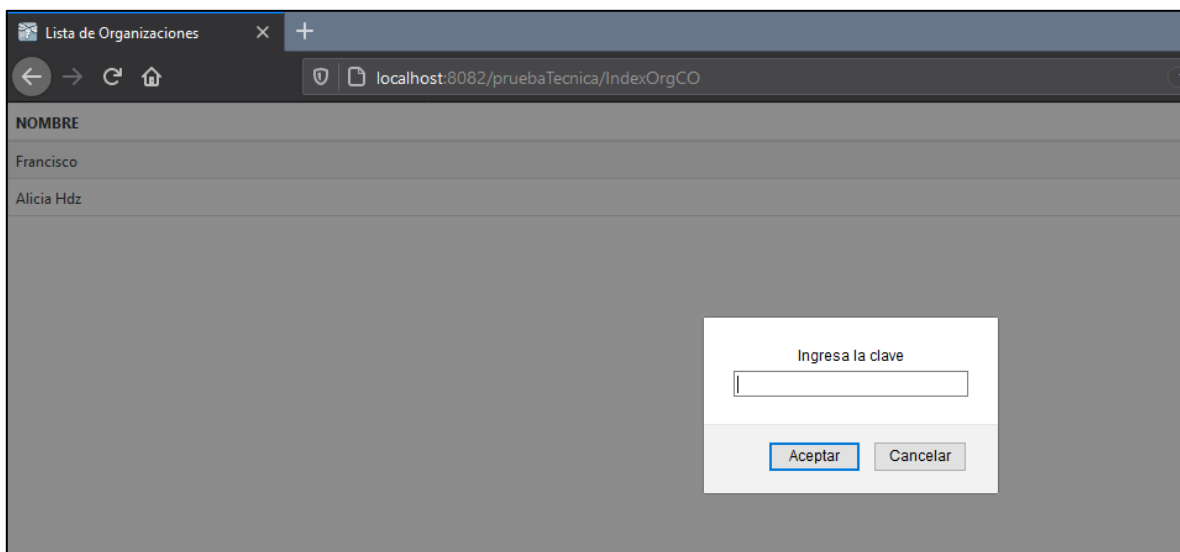 Lista de Organizaciones
localhost:8082/pruebaTecnica/IndexOrgCO
NOMBRE
Francisco
Alicia Hdz
Ingresa la clave
Aceptar Cancelar